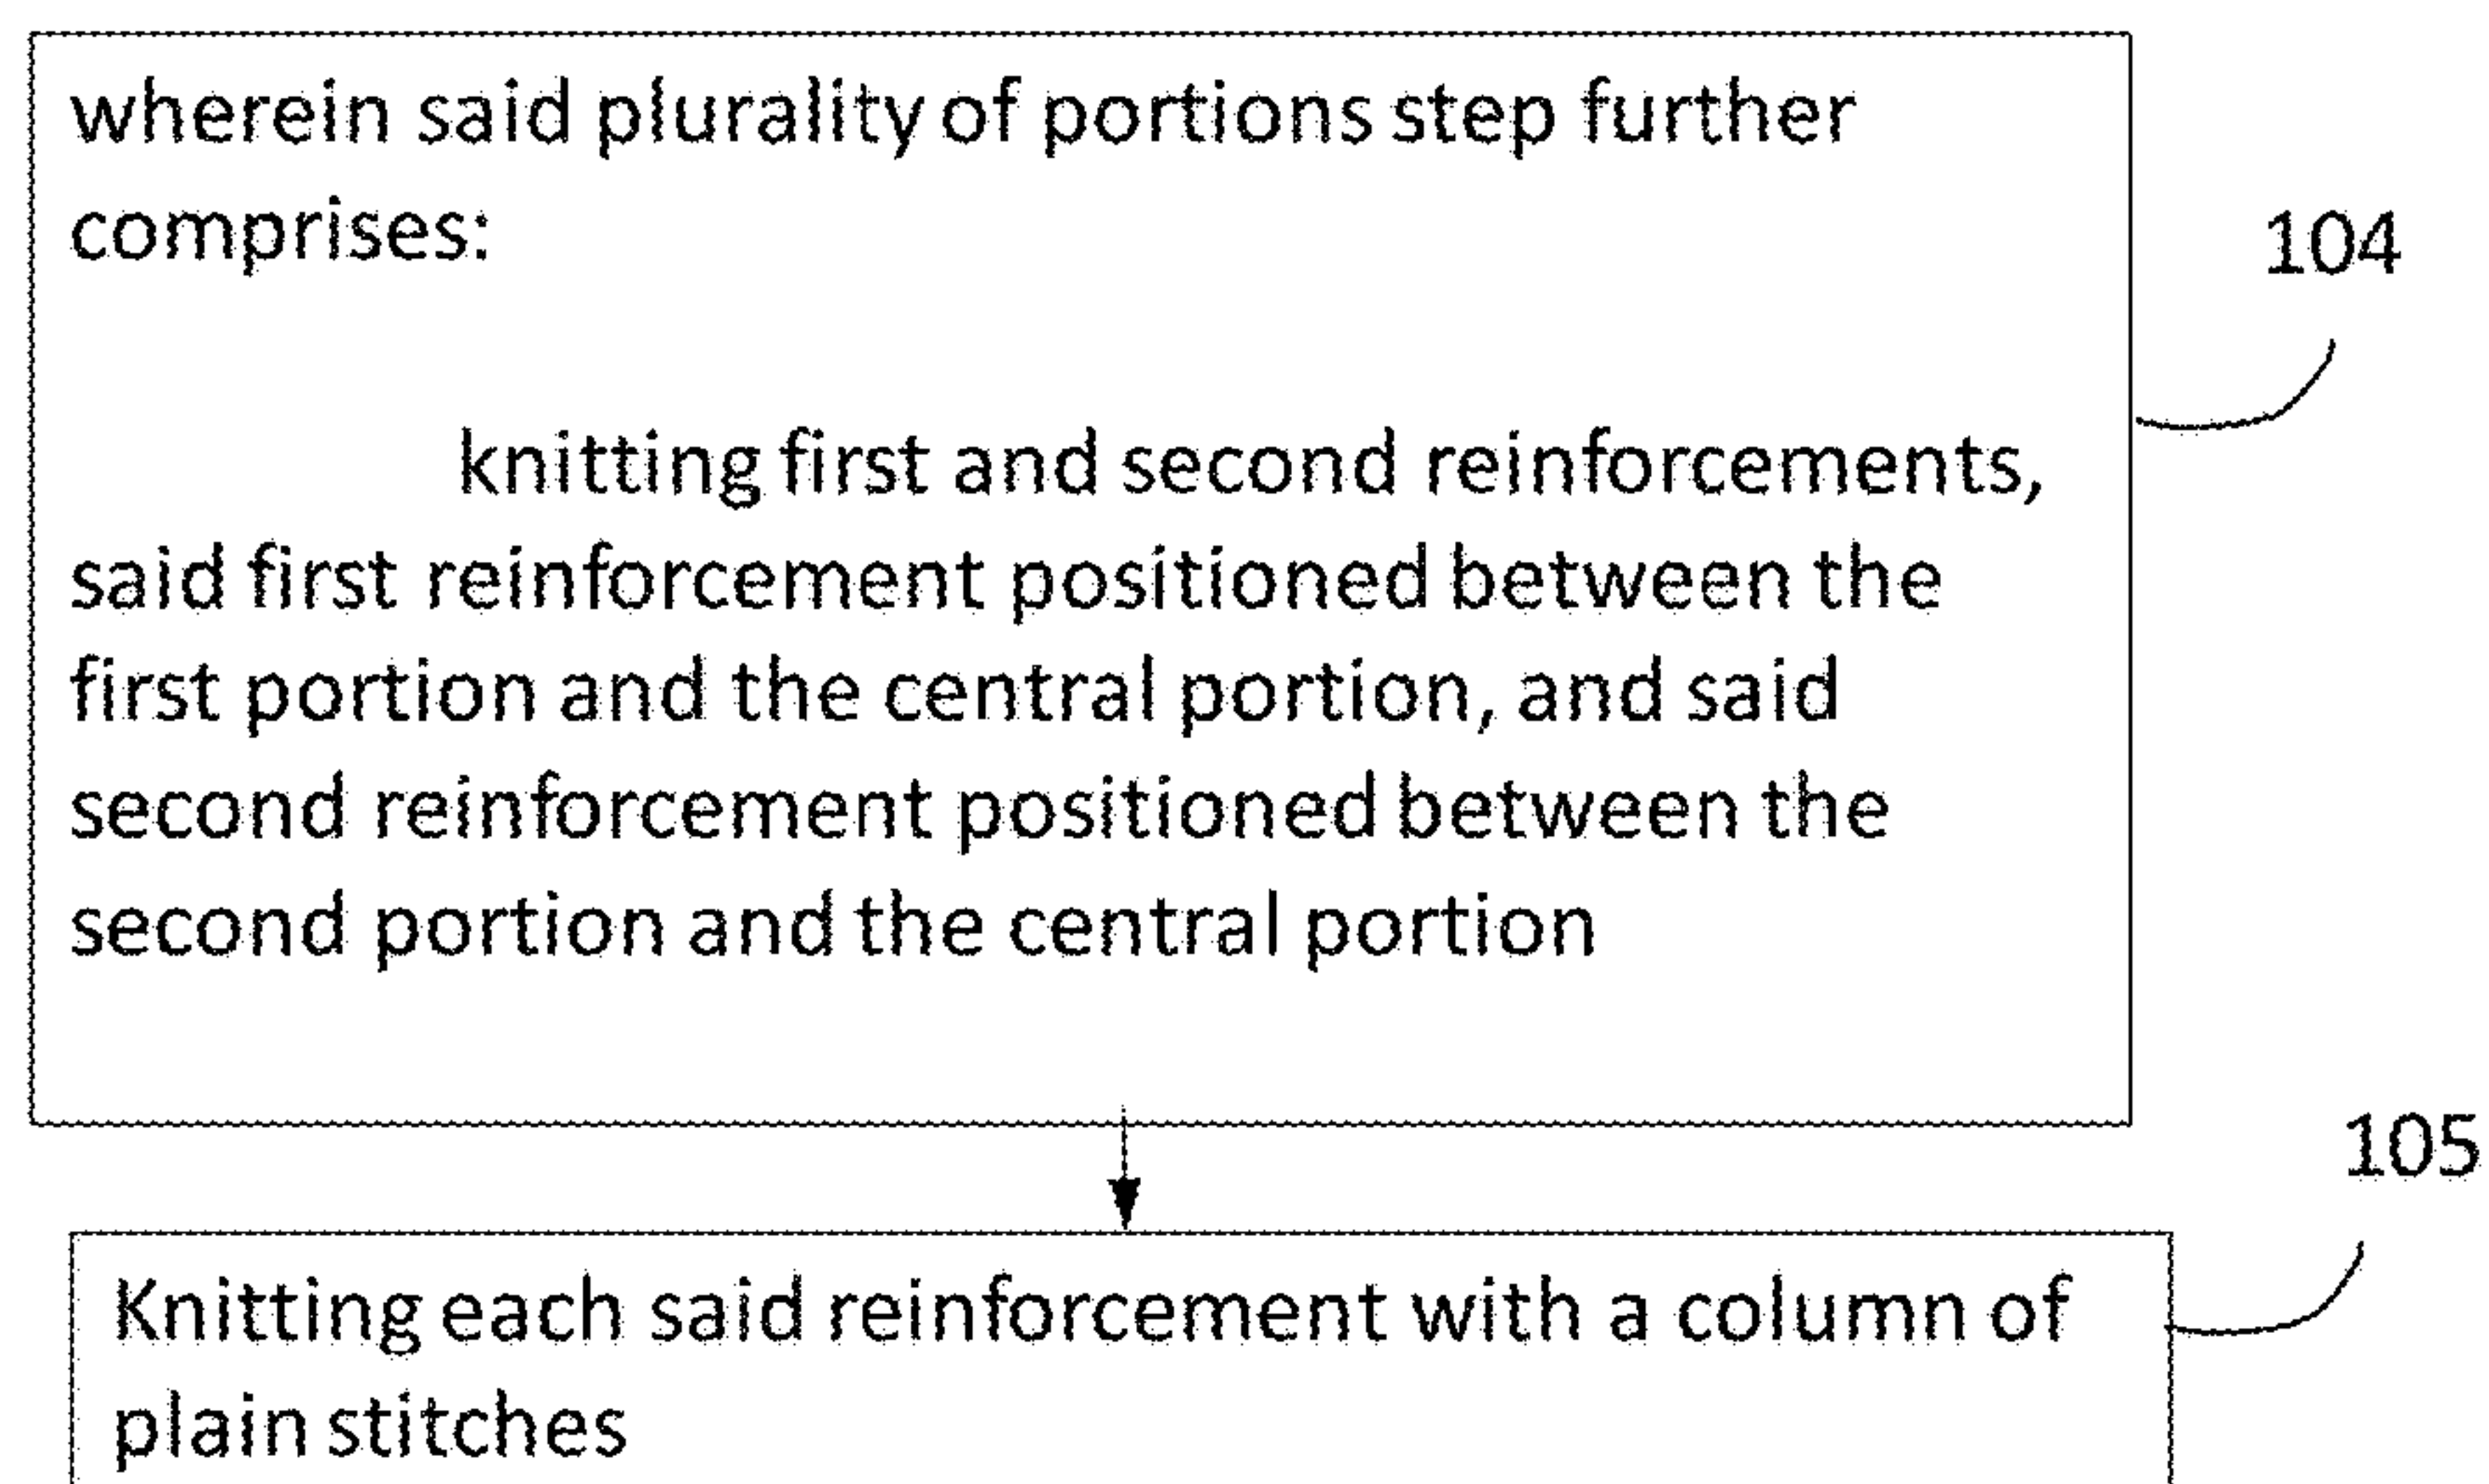 wherein said plurality of portions step further
comprises:
104
knitting first and second reinforcements,
said first reinforcement positioned between the
first portion and the central portion, and said
second reinforcement positioned between the
second portion and the central portion
105
Knitting each said reinforcement with a column of
plain stitches